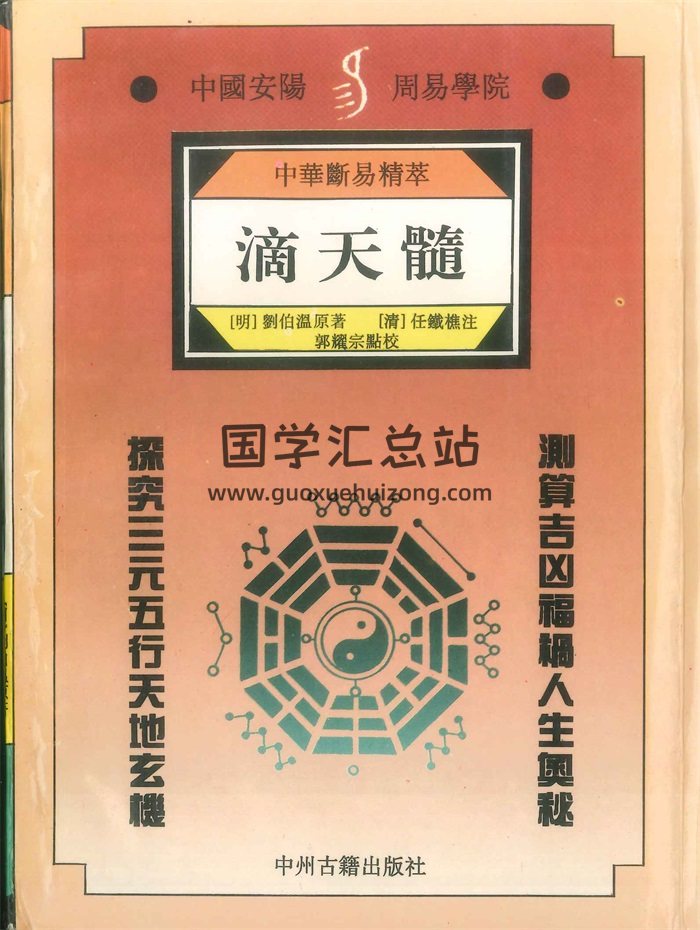 中國安陽 周易學院
中華斷易精萃
滴天髓
[明]劉伯溫原著 [清]任鐵樵注
郭耀宗點校
国学汇总站
www.guoxuehuizong.com
測算吉凶福禍人生奧秘
探究三元五行天地玄機
中州古籍出版社